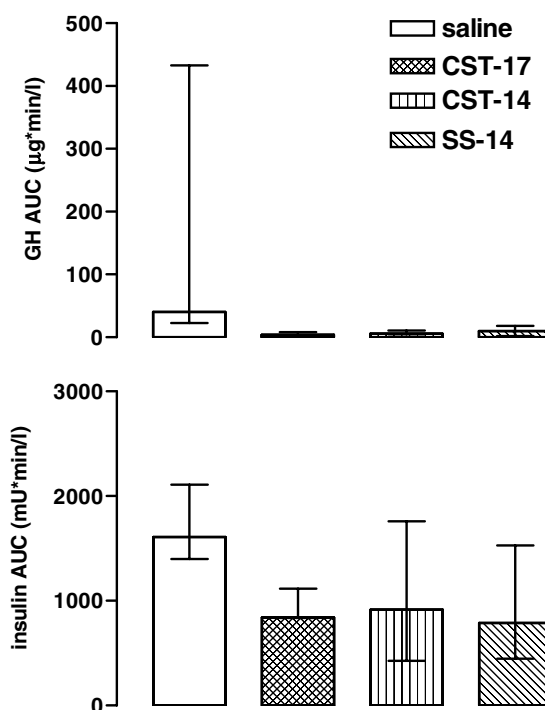 500
400
300
200
100
0
GH AUC (µg*min/l)
saline
CST-17
CST-14
SS-14
3000
2000
1000
0
insulin AUC (mU*min/l)